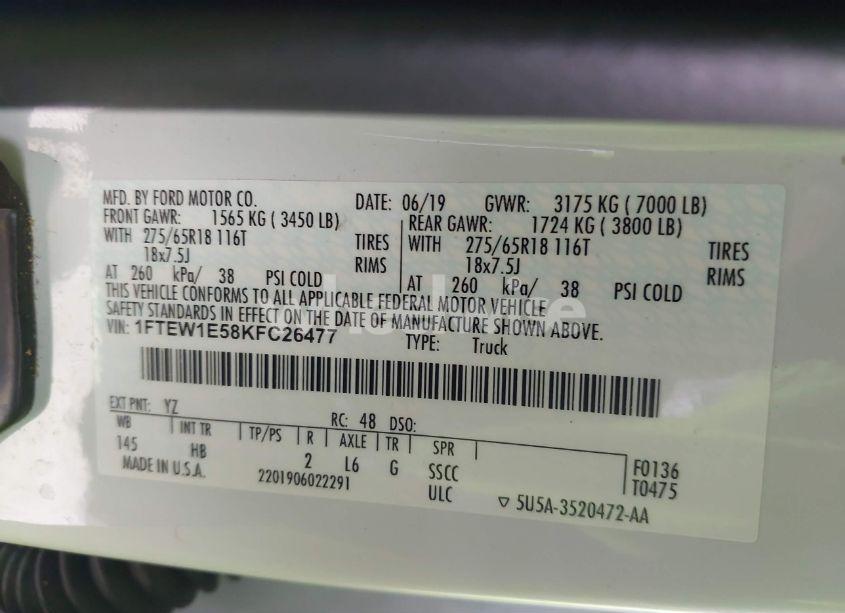 MFD. BY FORD MOTOR CO. DATE: 06/19 GVWR: 3175 KG ( 7000 LB)
FRONT GAWR: 1565 KG ( 3450 LB) REAR GAWR: 1724 KG ( 3800 LB)
WITH 275/65R18 116T TIRES WITH 275/65R18 116T TIRES
18x7.5J RIMS 18x7.5J RIMS
AT 260 kPa/ 38 PSI COLD AT 260 kPa/ 38 PSI COLD
THIS VEHICLE CONFORMS TO ALL APPLICABLE FEDERAL MOTOR VEHICLE
SAFETY STANDARDS IN EFFECT ON THE DATE OF MANUFACTURE SHOWN ABOVE.
VIN: 1FTEW1E58KFC26477 TYPE: Truck
EXT PNT: YZ RC: 48 DSO:
WB INT TR TP/PS R AXLE TR SPR
145 HB 2 L6 G SSCC F0136
MADE IN U.S.A. 2201906022291 ULC T0475
▽ 5U5A-3520472-AA